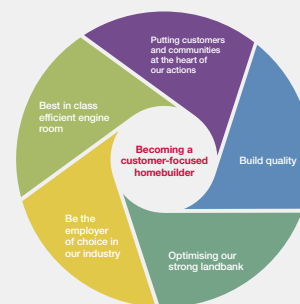 Putting customers
and communities
at the heart of
our actions
Build quality
Optimising our
strong landbank
Be the
employer
of choice in
our industry
Best in class
efficient engine
room
Becoming a
customer-focused
homebuilder